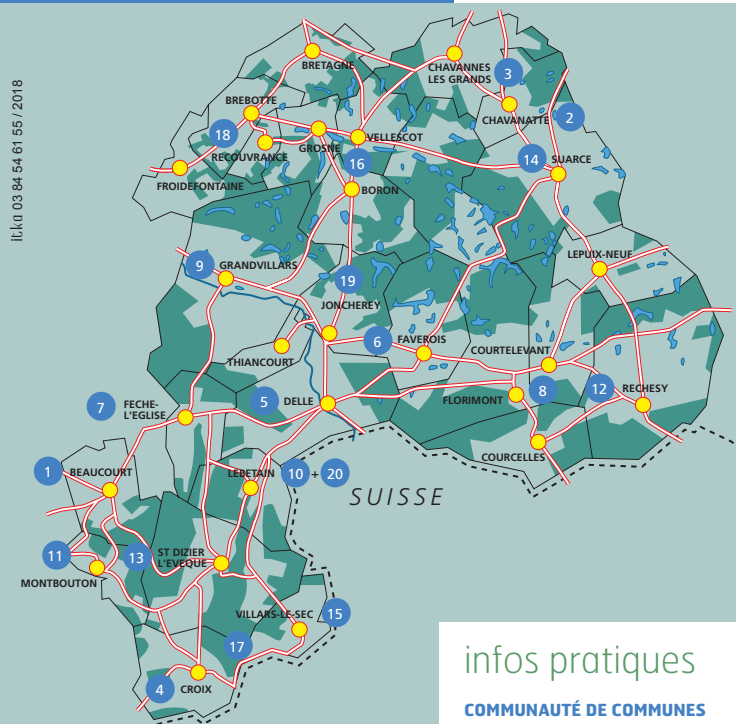 it.ku 03 84 54 61 55 / 2018
BRETAGNE
CHAVANNES
LES GRANDS
3
BREBOTTE
CHAVANATTE
2
18
GROSNE
VELLESCOT
RECOUVRANCE
16
14
SUARCE
FROIDEFONTAINE
BORON
9
GRANDVILLARS
LEPUIX-NEUF
19
JONCHEREY
6
FAVEROIS
COURTELEVANT
THIANCOURT
7
FECHE-
L'EGLISE
5
DELLE
FLORIMONT
8
12
RECHESY
1
BEAUCOURT
LEBETAIN
10 + 20
COURCELLES
SUISSE
11
13
ST DIZIER
L'EVEQUE
MONTBOUTON
VILLARS-LE-SEC
15
17
4
CROIX
infos pratiques
COMMUNAUTÉ DE COMMUNES